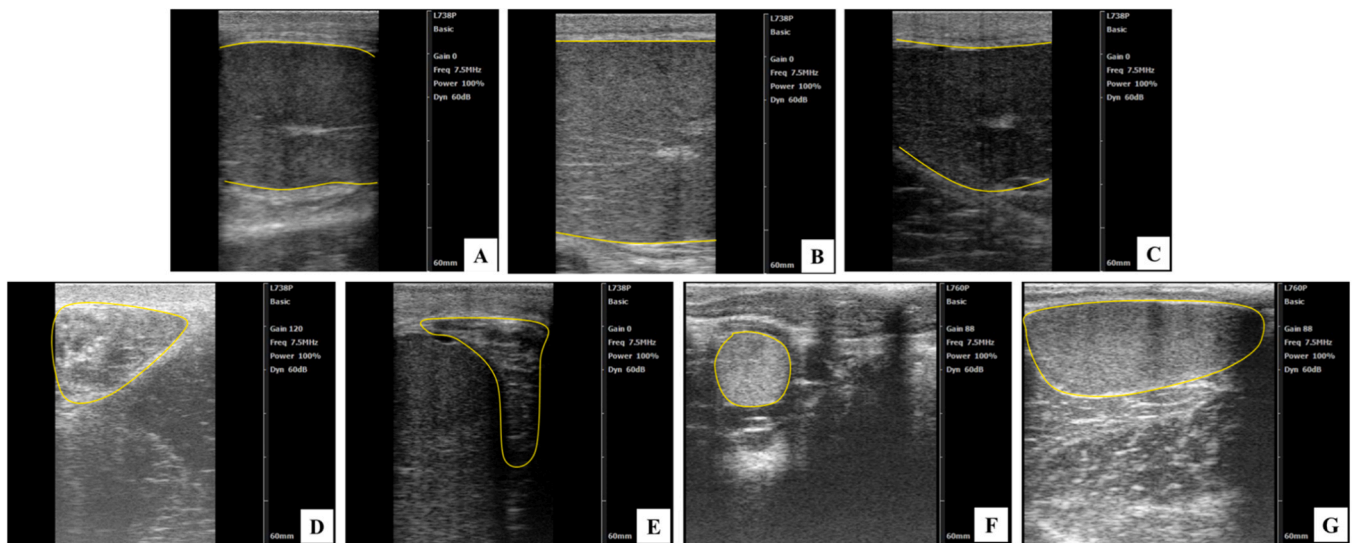 L738P
Basic
Gain 0
Freq 7.5MHz
Power 100%
Dyn 60dB
60mm
A
L738P
Basic
Gain 0
Freq 7.5MHz
Power 100%
Dyn 60dB
60mm
B
L738P
Basic
Gain 0
Freq 7.5MHz
Power 100%
Dyn 60dB
60mm
C
L738P
Basic
Gain 120
Freq 7.5MHz
Power 100%
Dyn 60dB
60mm
D
L738P
Basic
Gain 0
Freq 7.5MHz
Power 100%
Dyn 60dB
60mm
E
L760P
Basic
Gain 88
Freq 7.5MHz
Power 100%
Dyn 60dB
60mm
F
L760P
Basic
Gain 88
Freq 7.5MHz
Power 100%
Dyn 60dB
60mm
G